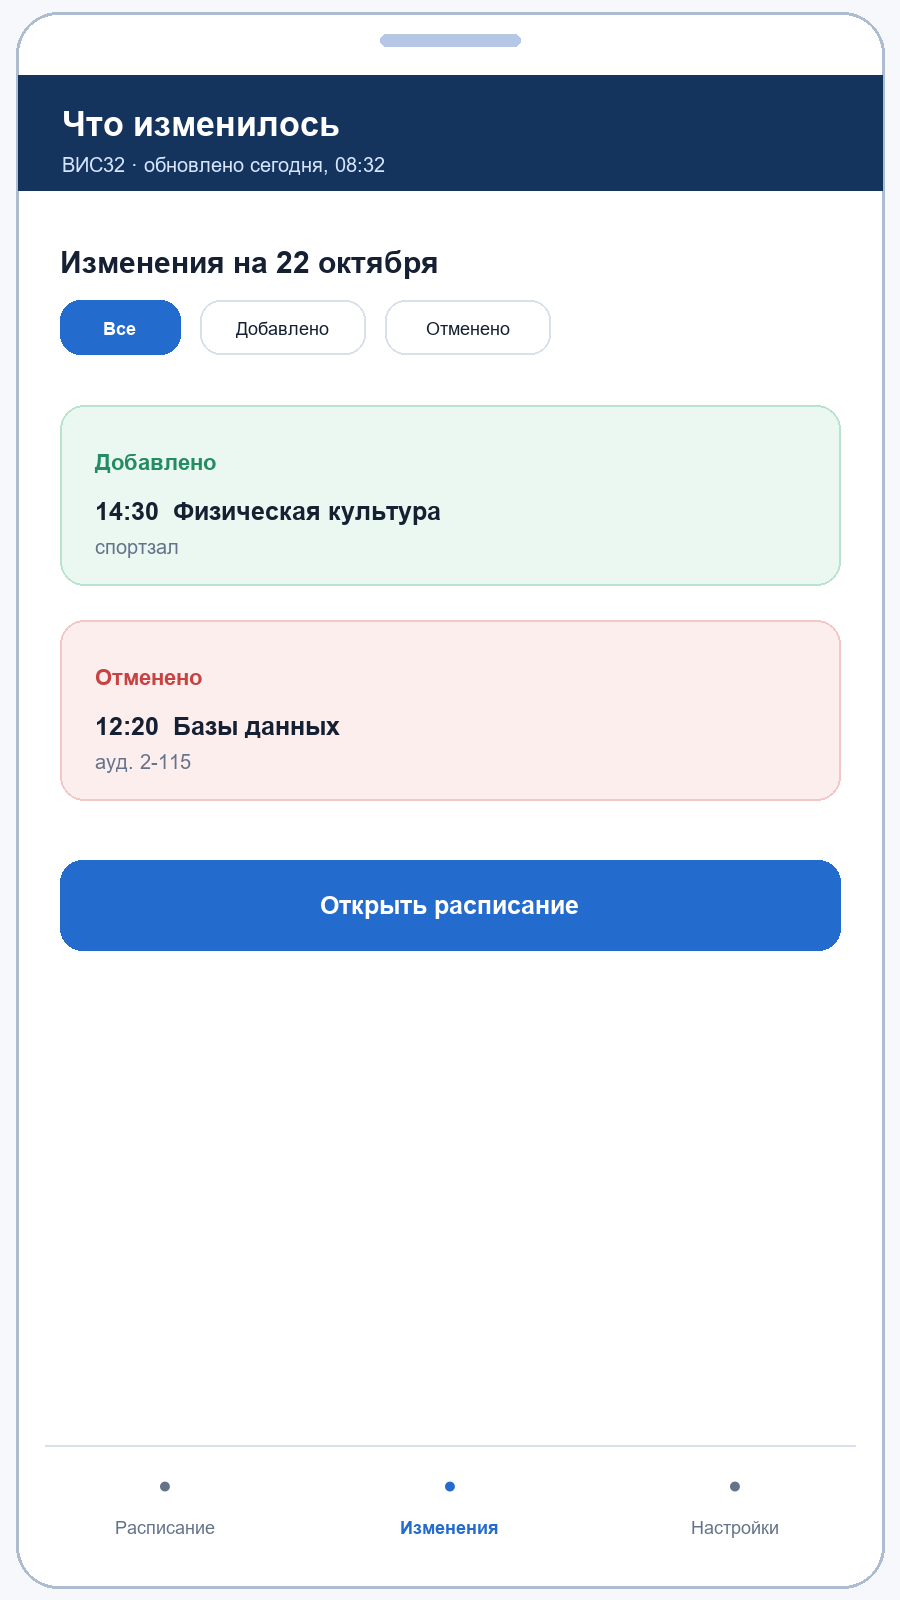 Что изменилось
ВИС32 · обновлено сегодня, 08:32
Изменения на 22 октября
Все
Добавлено
Отменено
Добавлено
14:30 Физическая культура
спортзал
Отменено
12:20 Базы данных
ауд. 2-115
Открыть расписание
Расписание
Изменения
Настройки